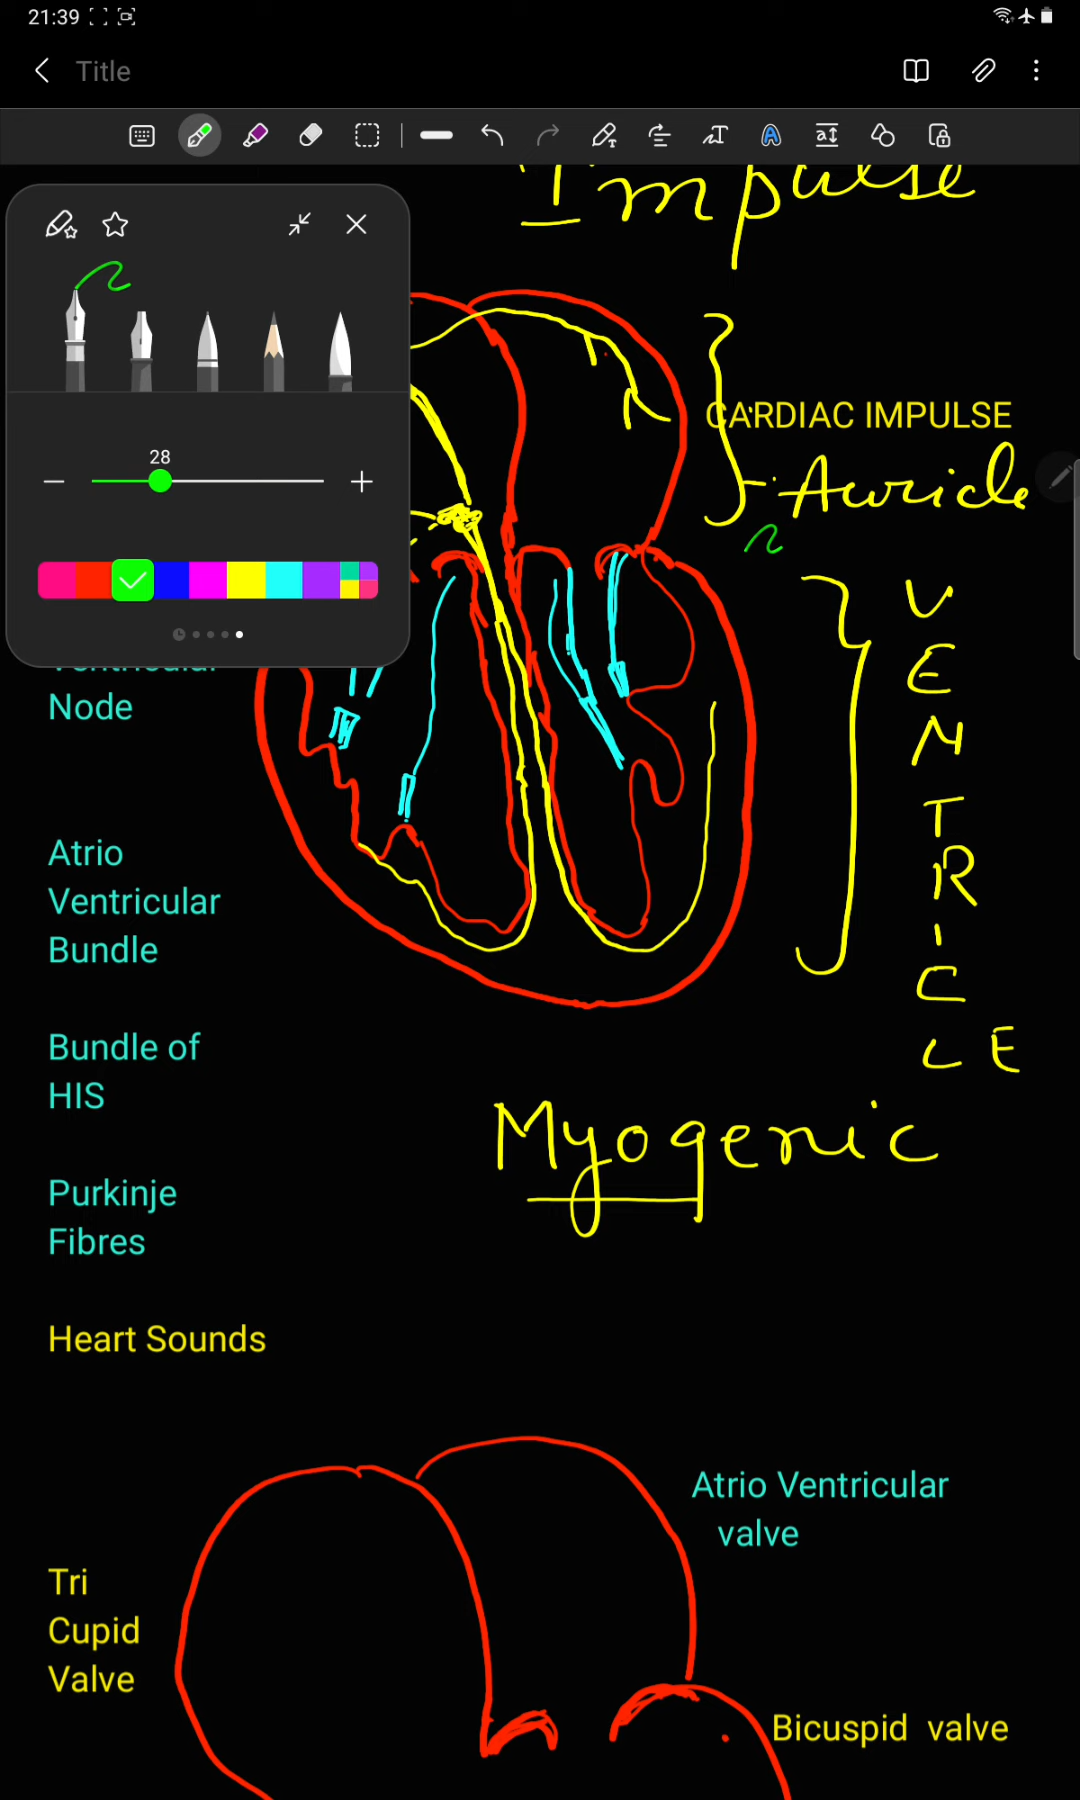 21:39
Title
Impulse
28
CARDIAC IMPULSE
Auricle
Ventricular
Node
V
E
N
T
R
I
C
L E
Atrio
Ventricular
Bundle
Bundle of
HIS
Myogenic
Purkinje
Fibres
Heart Sounds
Atrio Ventricular
valve
Tri
Cupid
Valve
Bicuspid valve